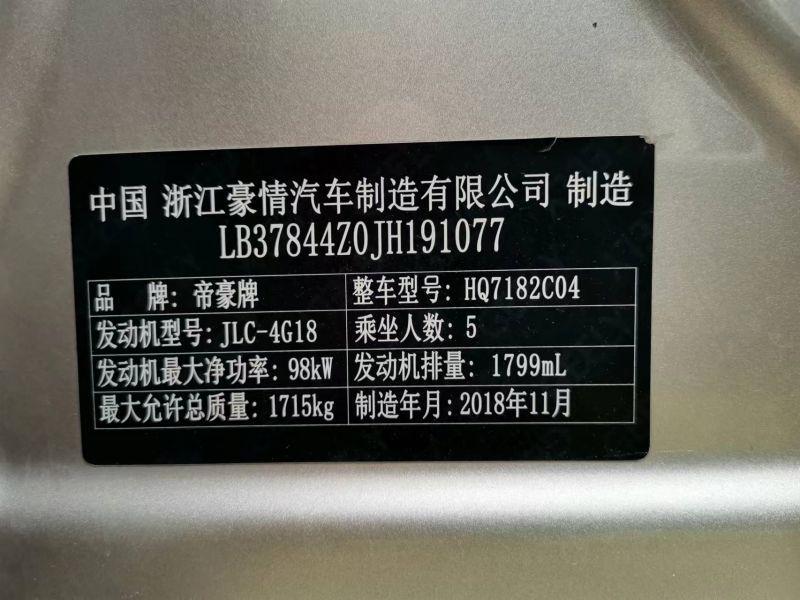 中国 浙江豪情汽车制造有限公司 制造
LB37844Z0JH191077
品 牌: 帝豪牌 整车型号: HQ7182C04
发动机型号: JLC-4G18 乘坐人数: 5
发动机最大净功率: 98kW 发动机排量: 1799mL
最大允许总质量: 1715kg 制造年月: 2018年11月